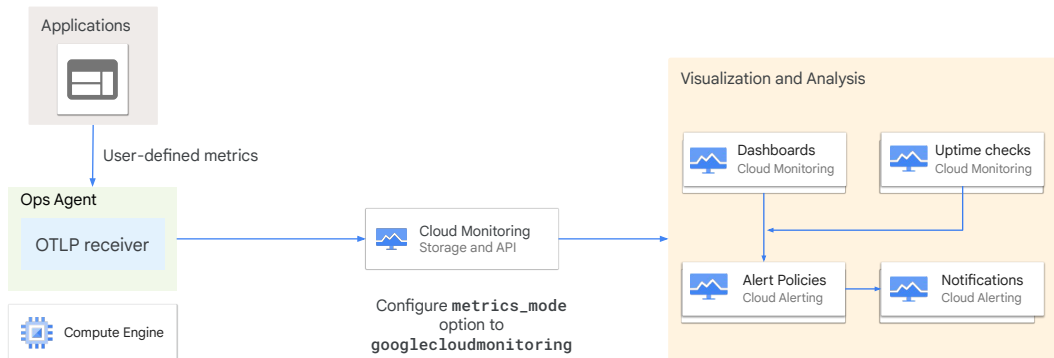 Applications
User-defined metrics
Ops Agent
OTLP receiver
Compute Engine
Cloud Monitoring
Storage and API
Configure metrics_mode
option to
googlecloudmonitoring
Visualization and Analysis
Dashboards
Cloud Monitoring
Uptime checks
Cloud Monitoring
Alert Policies
Cloud Alerting
Notifications
Cloud Alerting